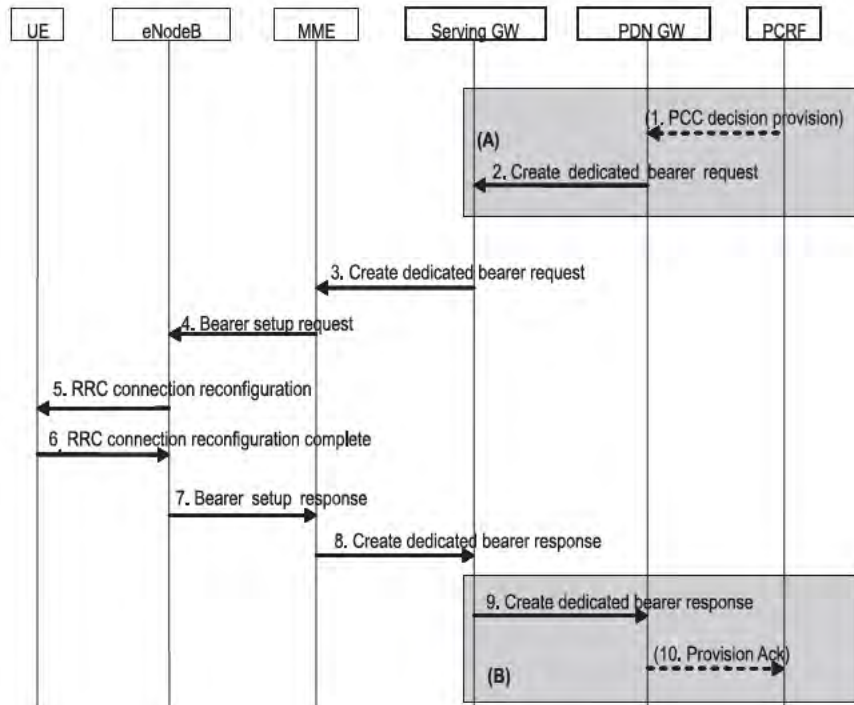 UE eNodeB MME Serving GW PDN GW PCRF
(1. PCC decision provision)
(A)
2. Create dedicated bearer request
3. Create dedicated bearer request
4. Bearer setup request
5. RRC connection reconfiguration
6. RRC connection reconfiguration complete
7. Bearer setup response
8. Create dedicated bearer response
9. Create dedicated bearer response
(10. Provision Ack)
(B)